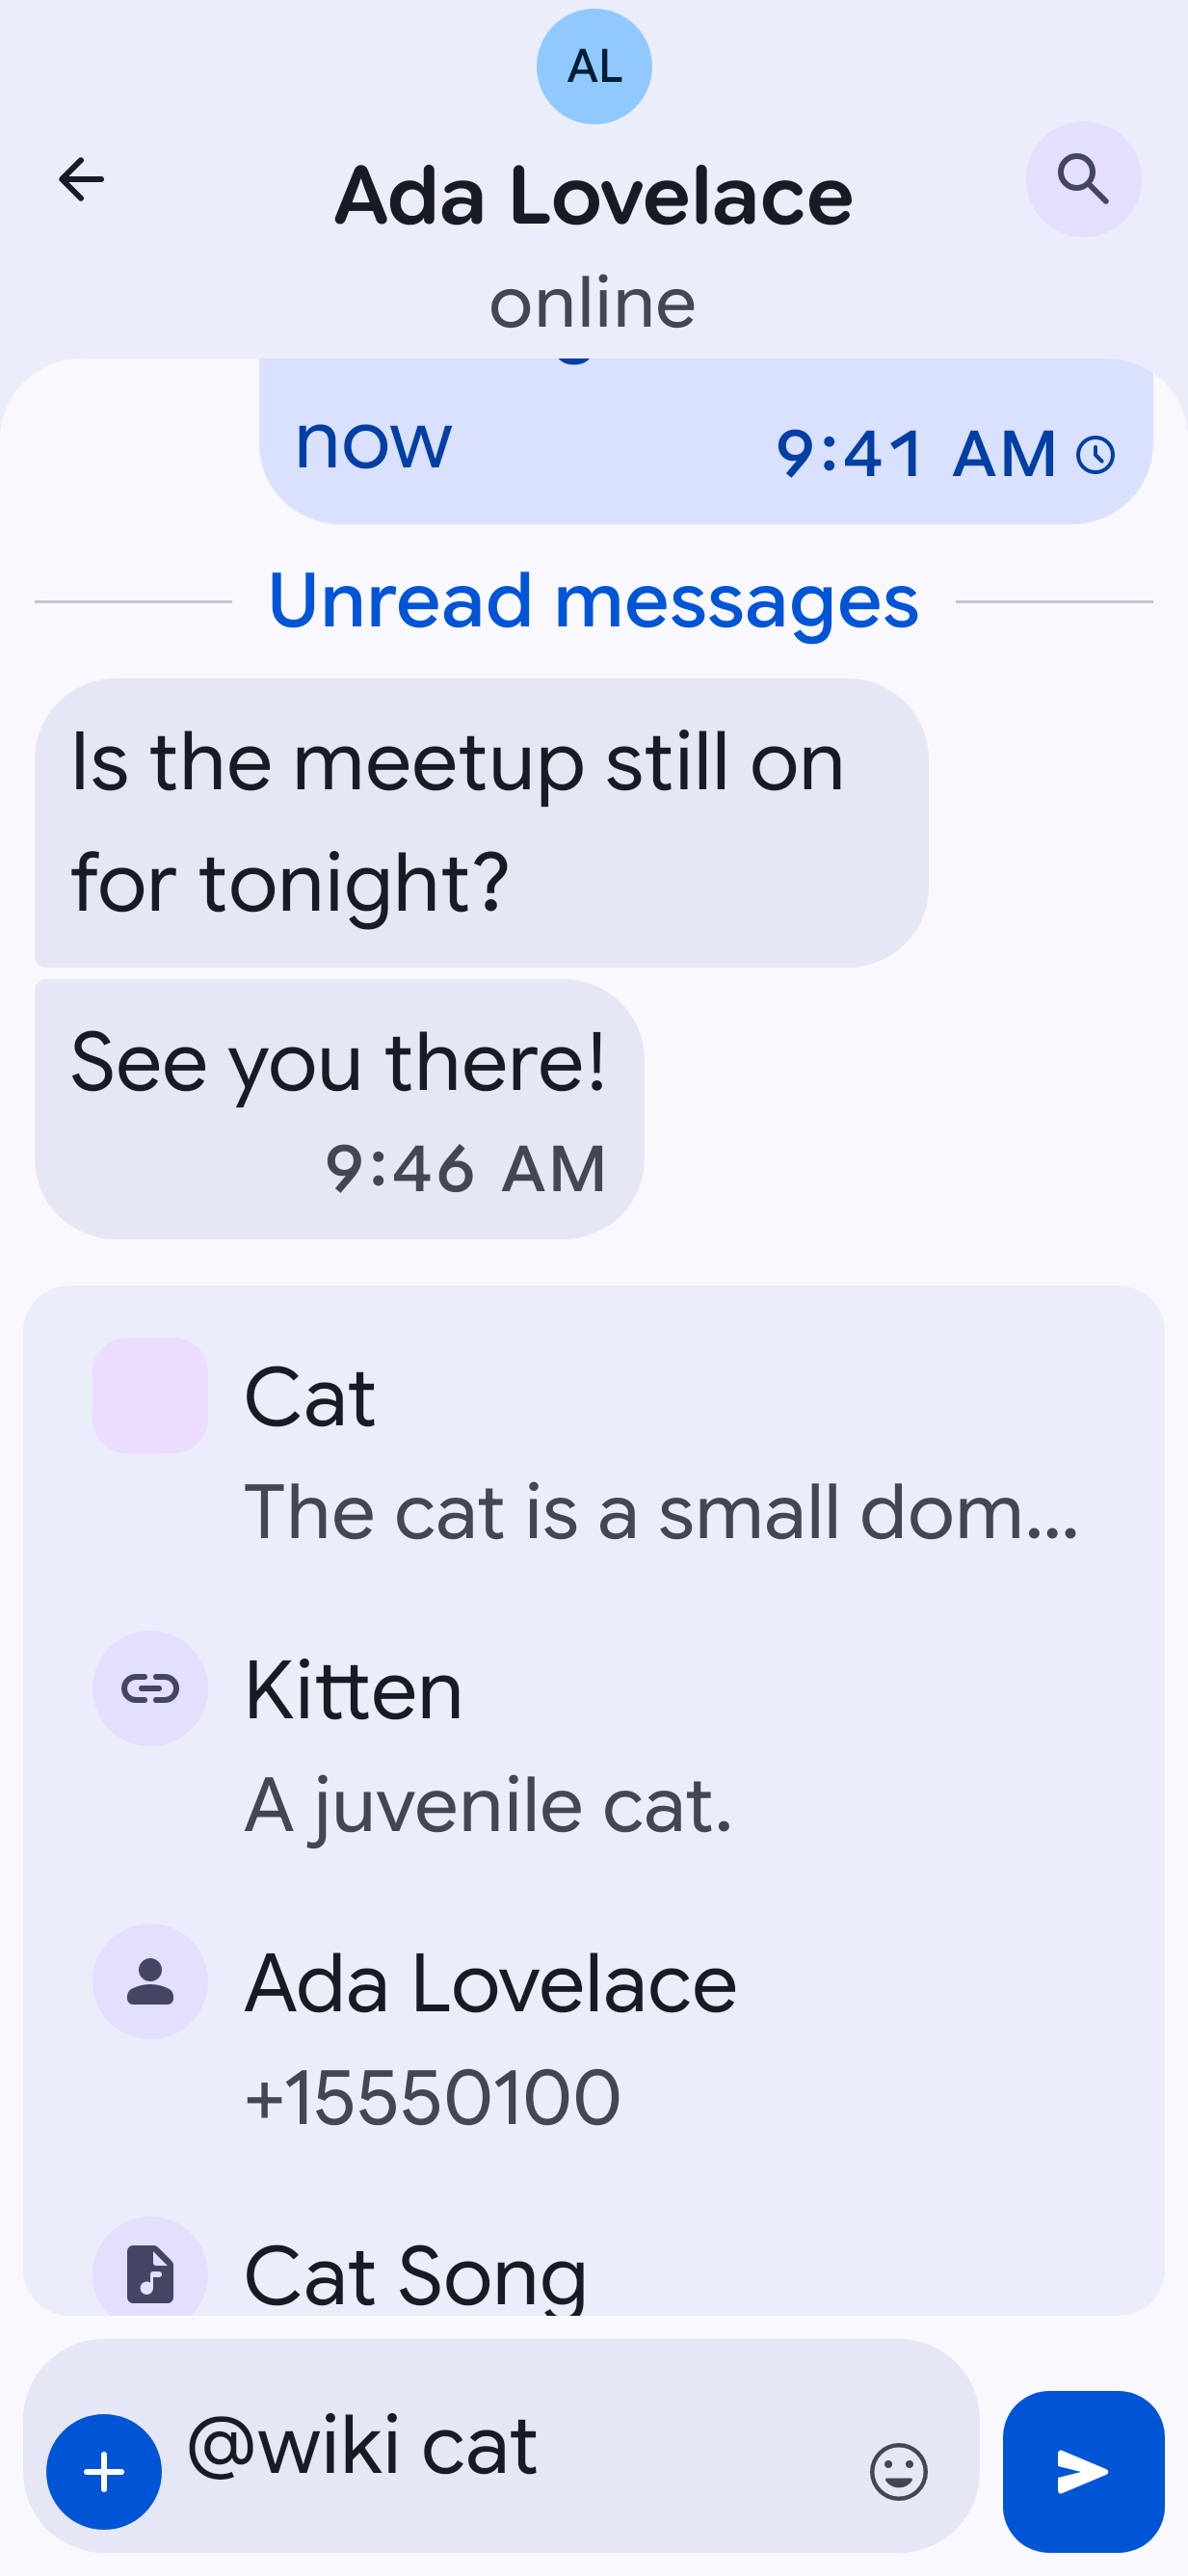 AL
Ada Lovelace
online
now
9:41 AM
Unread messages
Is the meetup still on
for tonight?
See you there!
9:46 AM
Cat
The cat is a small dom...
Kitten
A juvenile cat.
Ada Lovelace
+15550100
Cat Song
@wiki cat